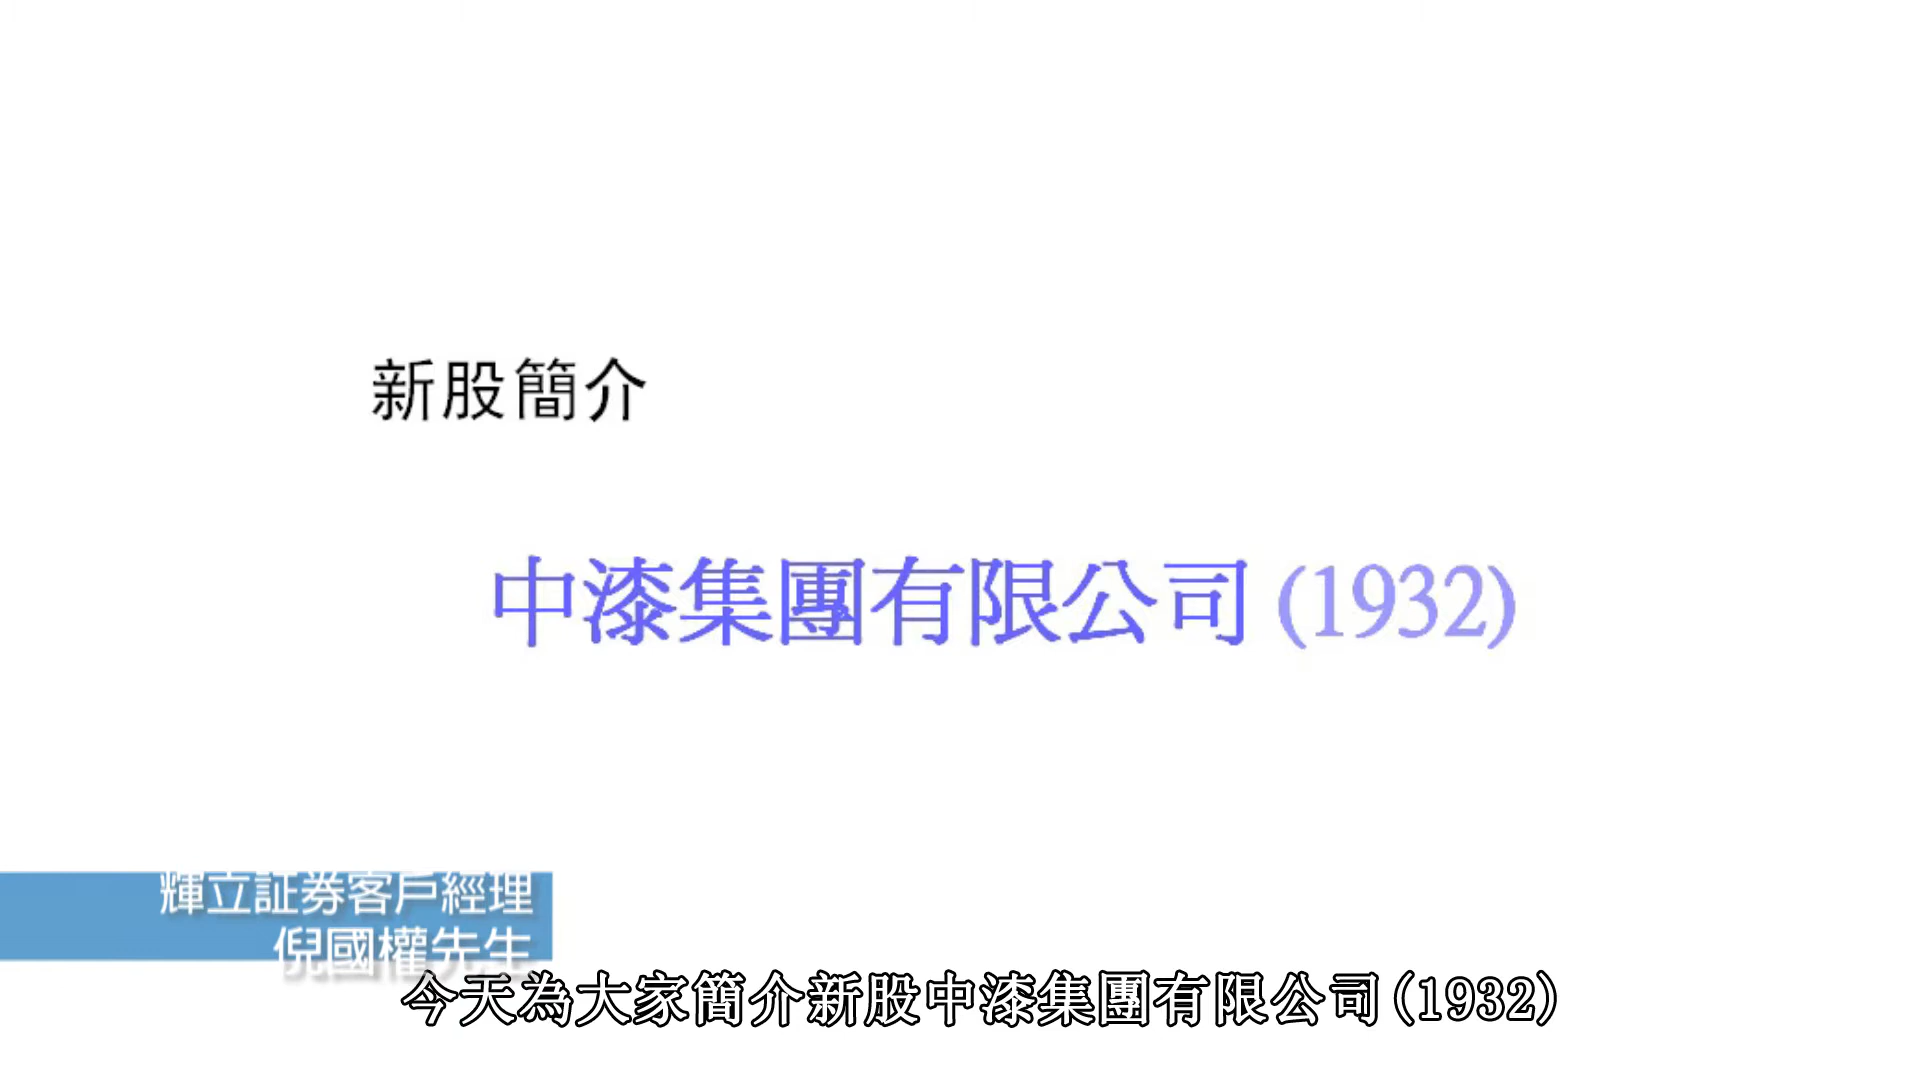 新股簡介
中漆集團有限公司 (1932)
輝立証券客戶經理
倪國權先生
今天為大家簡介新股中漆集團有限公司(1932)